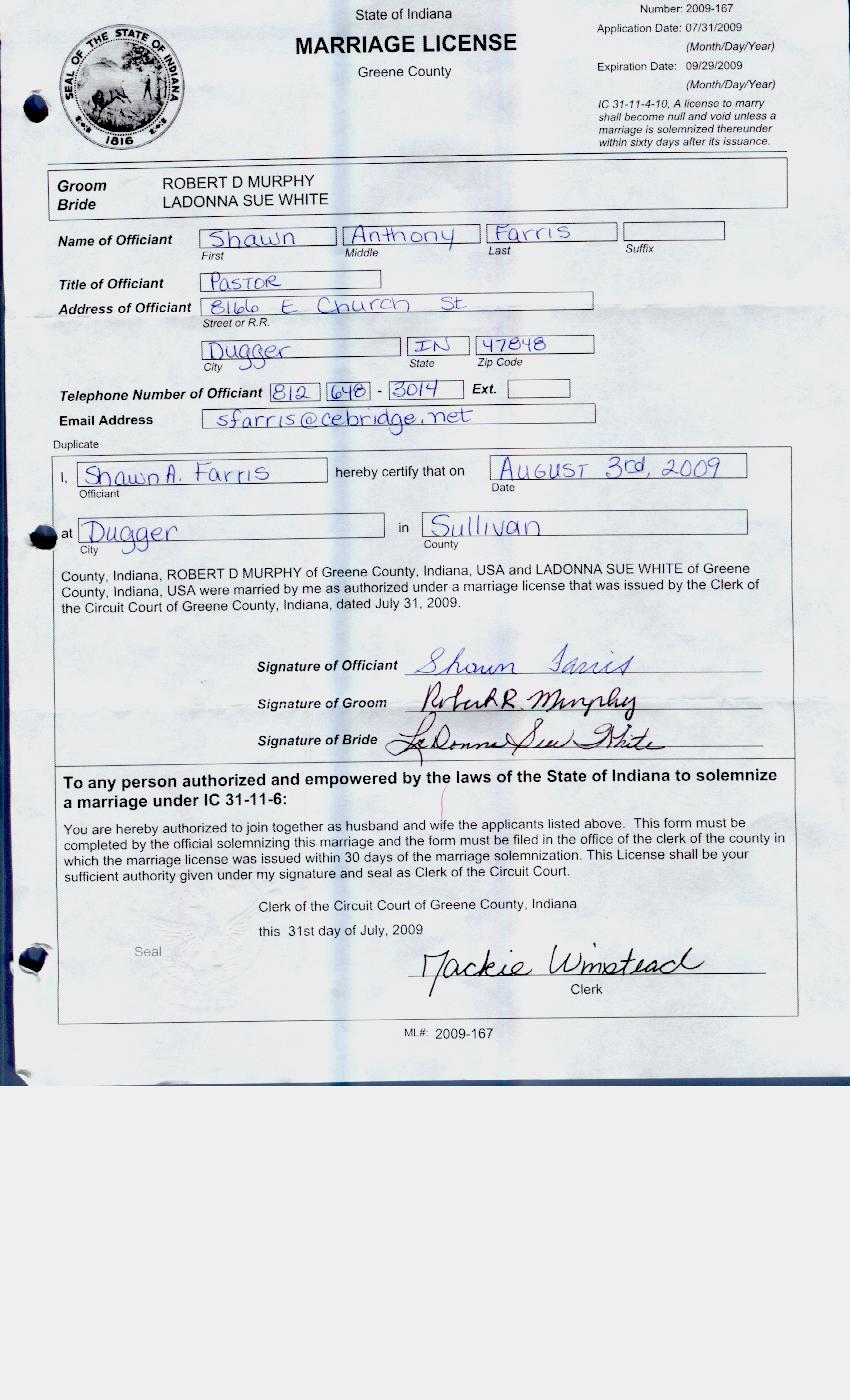 State of Indiana
MARRIAGE LICENSE
Greene County
Number: 2009-167
Application Date: 07/31/2009
(Month/Day/Year)
Expiration Date: 09/29/2009
(Month/Day/Year)
IC 31-11-4-10, A license to marry
shall become null and void unless a
marriage is solemnized thereunder
within sixty days after its issuance.
SEAL OF THE STATE OF INDIANA
1816
Groom ROBERT D MURPHY
Bride LADONNA SUE WHITE
Name of Officiant Shawn Anthony Farris
First Middle Last Suffix
Title of Officiant PASTOR
Address of Officiant 8166 E Church St
Street or R.R.
Dugger IN 47848
City State Zip Code
Telephone Number of Officiant 812 648 - 3014 Ext.
Email Address sfarris@cebridge.net
Duplicate
I, Shawn A. Farris hereby certify that on AUGUST 3rd, 2009
Officiant Date
at Dugger in Sullivan
City County
County, Indiana, ROBERT D MURPHY of Greene County, Indiana, USA and LADONNA SUE WHITE of Greene
County, Indiana, USA were married by me as authorized under a marriage license that was issued by the Clerk of
the Circuit Court of Greene County, Indiana, dated July 31, 2009.
Signature of Officiant Shawn Farris
Signature of Groom Robert R. Murphy
Signature of Bride LaDonna Sue White
To any person authorized and empowered by the laws of the State of Indiana to solemnize
a marriage under IC 31-11-6:
You are hereby authorized to join together as husband and wife the applicants listed above. This form must be
completed by the official solemnizing this marriage and the form must be filed in the office of the clerk of the county in
which the marriage license was issued within 30 days of the marriage solemnization. This License shall be your
sufficient authority given under my signature and seal as Clerk of the Circuit Court.
Clerk of the Circuit Court of Greene County, Indiana
this 31st day of July, 2009
Seal
Mackie Winstead
Clerk
ML#: 2009-167